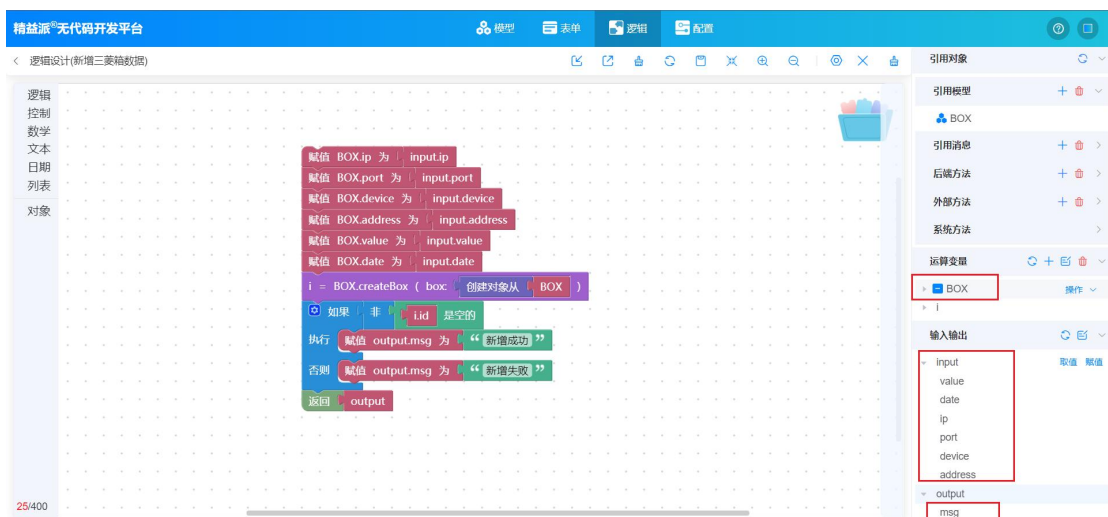 精益派®无代码开发平台 模型 表单 逻辑 配置
逻辑设计(新增三菱箱数据)
逻辑
控制
数学
文本
日期
列表
对象
赋值 BOX.ip 为 input.ip
赋值 BOX.port 为 input.port
赋值 BOX.device 为 input.device
赋值 BOX.address 为 input.address
赋值 BOX.value 为 input.value
赋值 BOX.date 为 input.date
i = BOX.createBox ( box: 创建对象从 BOX )
如果 非 i.id 是空的
执行 赋值 output.msg 为 “ 新增成功 ”
否则 赋值 output.msg 为 “ 新增失败 ”
返回 output
25/400
引用对象
引用模型
BOX
引用消息
后端方法
外部方法
系统方法
运算变量
BOX 操作
i
输入输出
input 取值 赋值
value
date
ip
port
device
address
output
msg